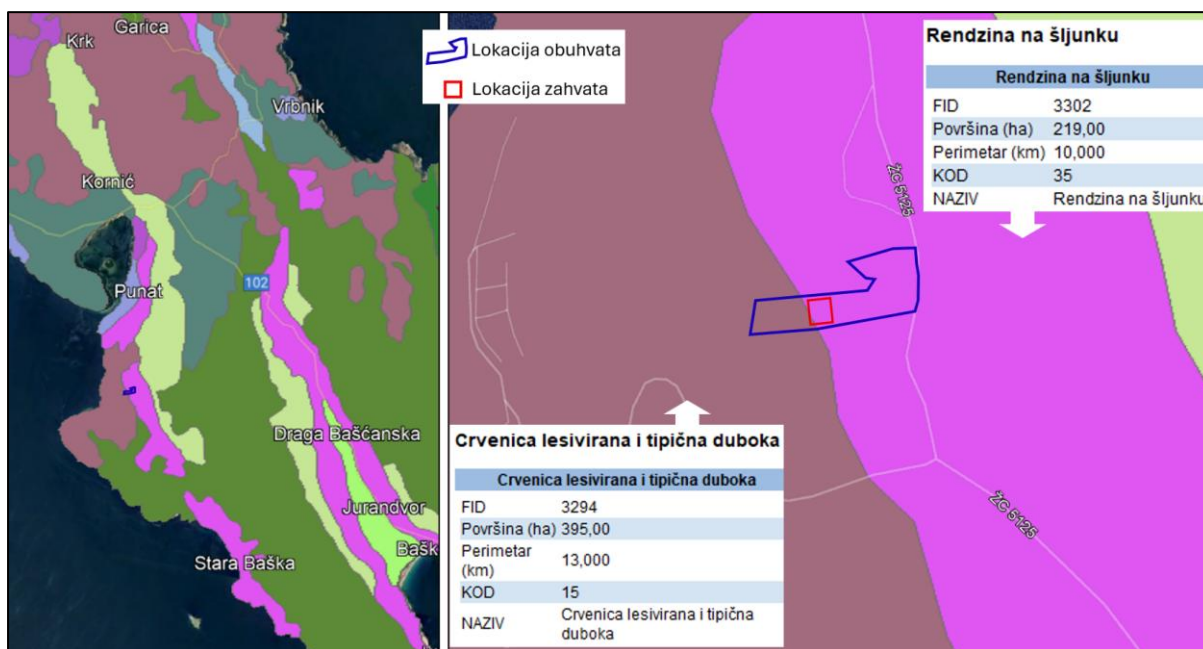 Krk
Garica
Vrbnik
Kornić
Punat
102
Draga Bašćanska
Jurandvor
Bašk
Stara Baška
Lokacija obuhvata
Lokacija zahvata
Rendzina na šljunku
Rendzina na šljunku
FID 3302
Površina (ha) 219,00
Perimetar (km) 10,000
KOD 35
NAZIV Rendzina na šljunku
ŽC 5125
ŽC 5125
Crvenica lesivirana i tipična duboka
Crvenica lesivirana i tipična duboka
FID 3294
Površina (ha) 395,00
Perimetar
(km) 13,000
KOD 15
NAZIV Crvenica lesivirana i tipična
duboka